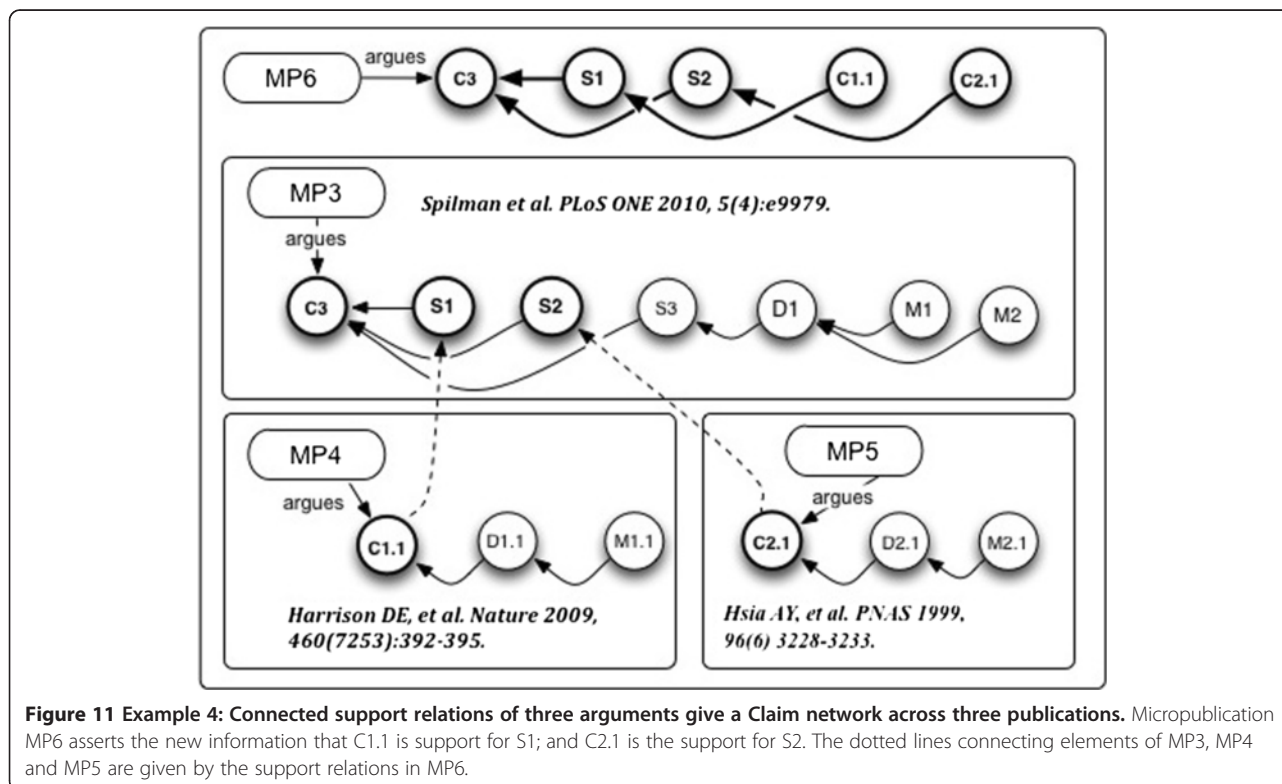 MP6
argues
C3
S1
S2
C1.1
C2.1
MP3
Spilman et al. PLoS ONE 2010, 5(4):e9979.
argues
C3
S1
S2
S3
D1
M1
M2
MP4
argues
C1.1
D1.1
M1.1
Harrison DE, et al. Nature 2009,
460(7253):392-395.
MP5
argues
C2.1
D2.1
M2.1
Hsia AY, et al. PNAS 1999,
96(6) 3228-3233.
Figure 11 Example 4: Connected support relations of three arguments give a Claim network across three publications. Micropublication
MP6 asserts the new information that C1.1 is support for S1; and C2.1 is the support for S2. The dotted lines connecting elements of MP3, MP4
and MP5 are given by the support relations in MP6.